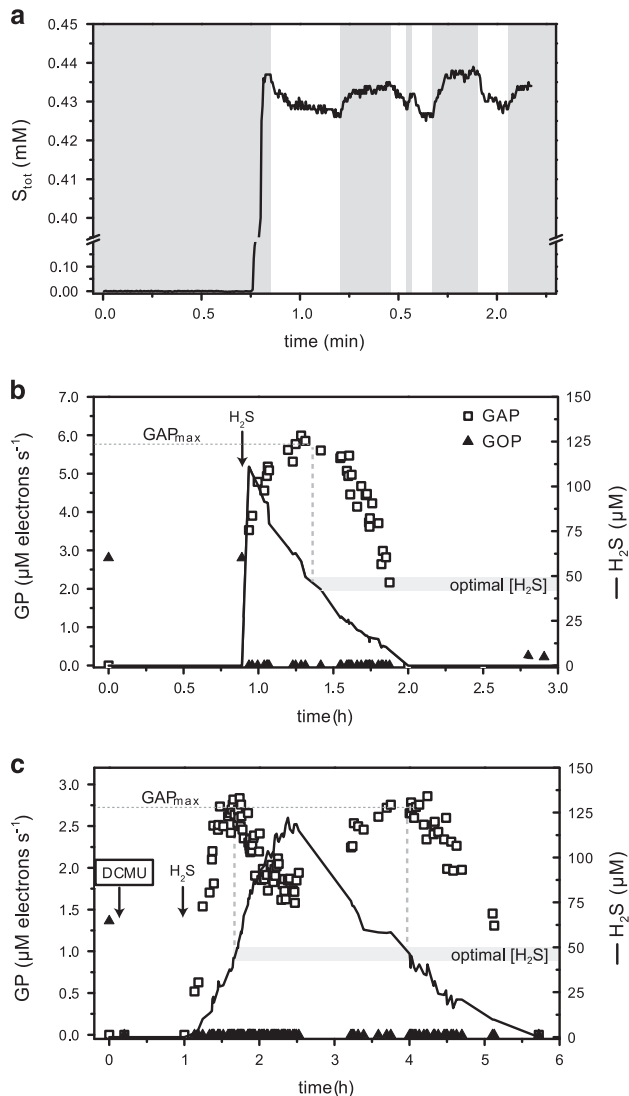 a
0.45
0.44
0.43
0.42
0.41
0.40
0.10
0.00
S_tot (mM)
0.0 0.5 1.0 0.5 2.0
time (min)
b
7.0
6.0
5.0
4.0
3.0
2.0
1.0
0.0
GP (µM electrons s⁻¹)
GAP_max
H₂S
GAP
GOP
optimal [H₂S]
150
125
100
75
50
25
0
H₂S (µM)
0.0 0.5 1.0 1.5 2.0 2.5 3.0
time(h)
c
3.0
2.5
2.0
1.5
1.0
0.5
0.0
GP (µM electrons s⁻¹)
GAP_max
DCMU
H₂S
optimal [H₂S]
150
125
100
75
50
25
0
H₂S (µM)
0 1 2 3 4 5 6
time(h)